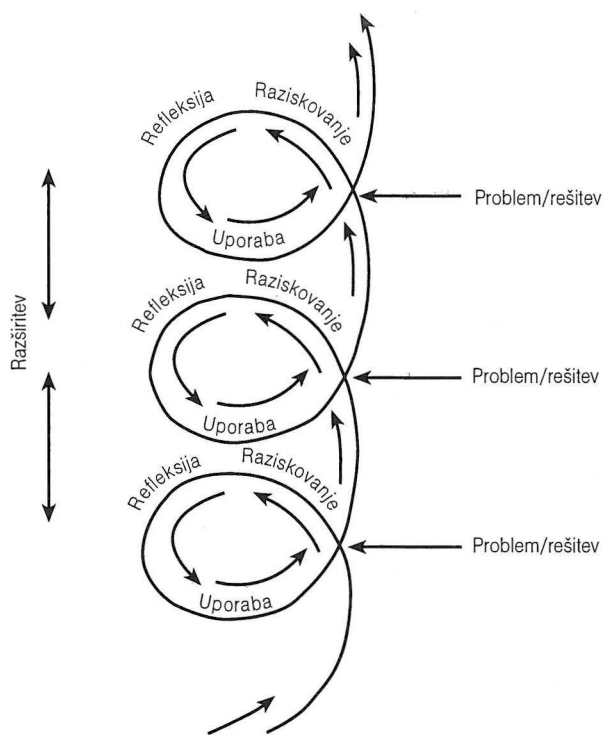 Refleksija
Raziskovanje
Uporaba
Problem/rešitev
Razširitev
Refleksija
Raziskovanje
Uporaba
Problem/rešitev
Refleksija
Raziskovanje
Uporaba
Problem/rešitev